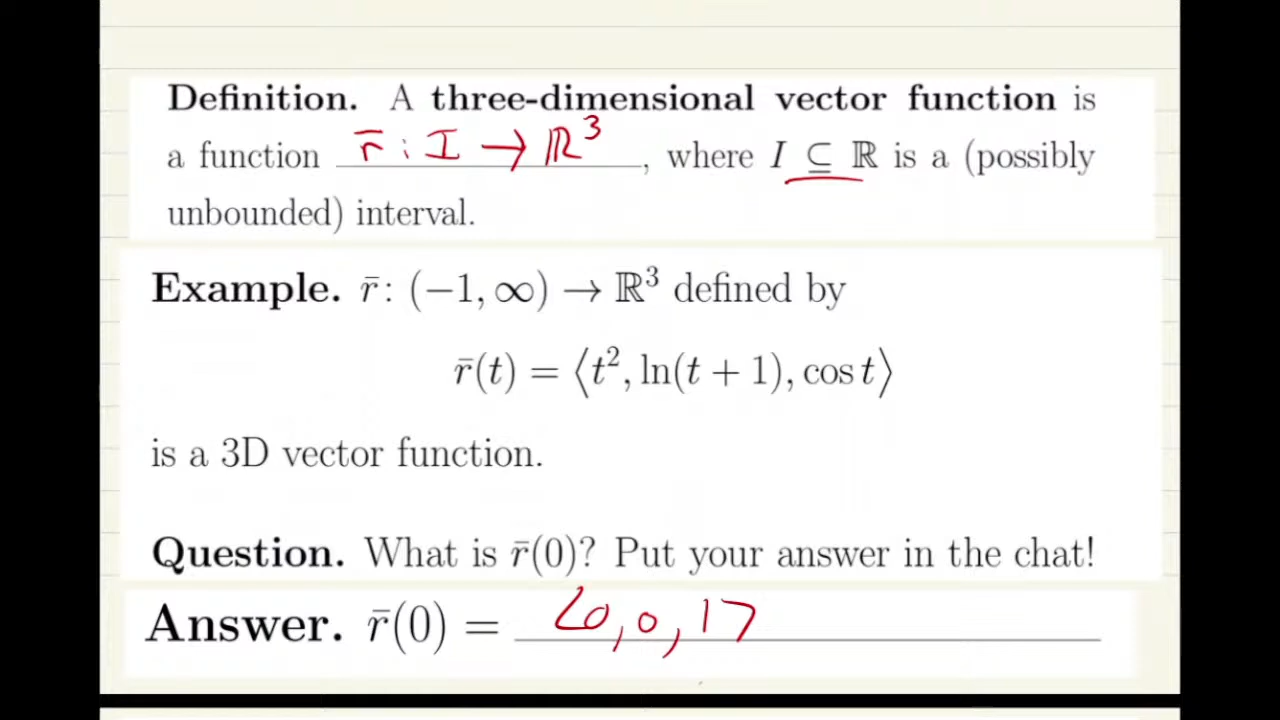 Definition. A three-dimensional vector function is
a function r̄ : I → ℝ³, where I ⊆ ℝ is a (possibly
unbounded) interval.
Example. r̄: (−1, ∞) → ℝ³ defined by
r̄(t) = ⟨t², ln(t + 1), cos t⟩
is a 3D vector function.
Question. What is r̄(0)? Put your answer in the chat!
Answer. r̄(0) = <0, 0, 1>